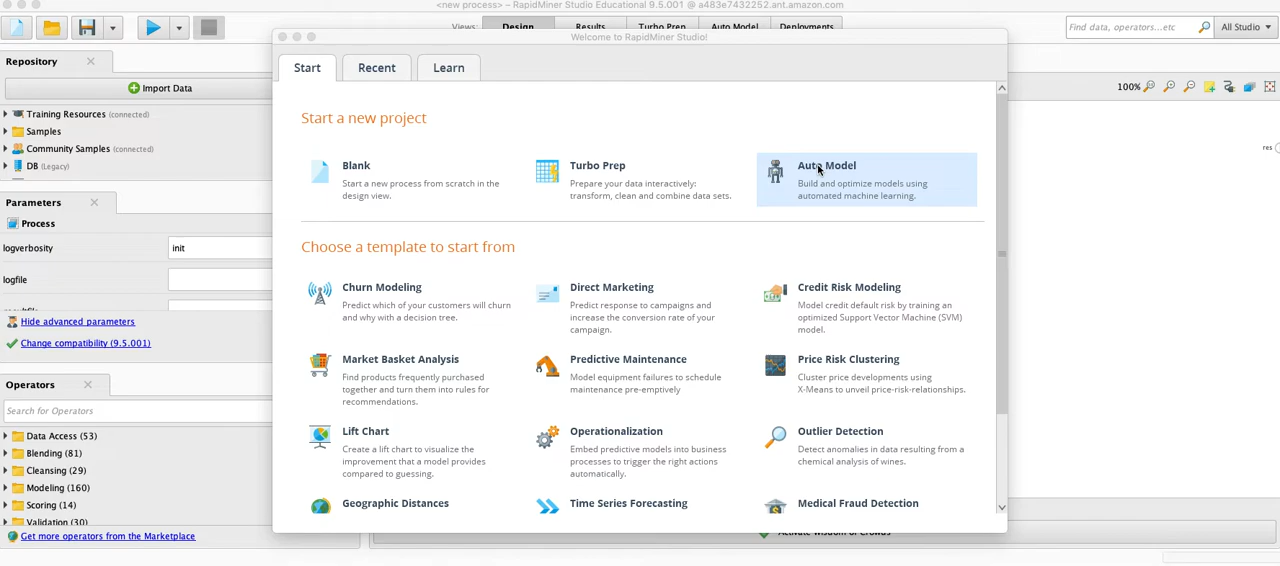 <new process> – RapidMiner Studio Educational 9.5.001 @ a483e7432252.ant.amazon.com
Views: Design Results Turbo Prep Auto Model Deployments
Find data, operators...etc
All Studio
Welcome to RapidMiner Studio!
Repository
Import Data
Training Resources (connected)
Samples
Community Samples (connected)
DB (Legacy)
Parameters
Process
logverbosity
init
logfile
Hide advanced parameters
Change compatibility (9.5.001)
Operators
Search for Operators
Data Access (53)
Blending (81)
Cleansing (29)
Modeling (160)
Scoring (14)
Validation (30)
Get more operators from the Marketplace
Start Recent Learn
Start a new project
Blank
Start a new process from scratch in the
design view.
Turbo Prep
Prepare your data interactively:
transform, clean and combine data sets.
Auto Model
Build and optimize models using
automated machine learning.
Choose a template to start from
Churn Modeling
Predict which of your customers will churn
and why with a decision tree.
Direct Marketing
Predict response to campaigns and
increase the conversion rate of your
campaign.
Credit Risk Modeling
Model credit default risk by training an
optimized Support Vector Machine (SVM)
model.
Market Basket Analysis
Find products frequently purchased
together and turn them into rules for
recommendations.
Predictive Maintenance
Model equipment failures to schedule
maintenance pre-emptively
Price Risk Clustering
Cluster price developments using
X-Means to unveil price-risk-relationships.
Lift Chart
Create a lift chart to visualize the
improvement that a model provides
compared to guessing.
Operationalization
Embed predictive models into business
processes to trigger the right actions
automatically.
Outlier Detection
Detect anomalies in data resulting from a
chemical analysis of wines.
Geographic Distances
Time Series Forecasting
Medical Fraud Detection
100%
res
Activate Wisdom of Crowds